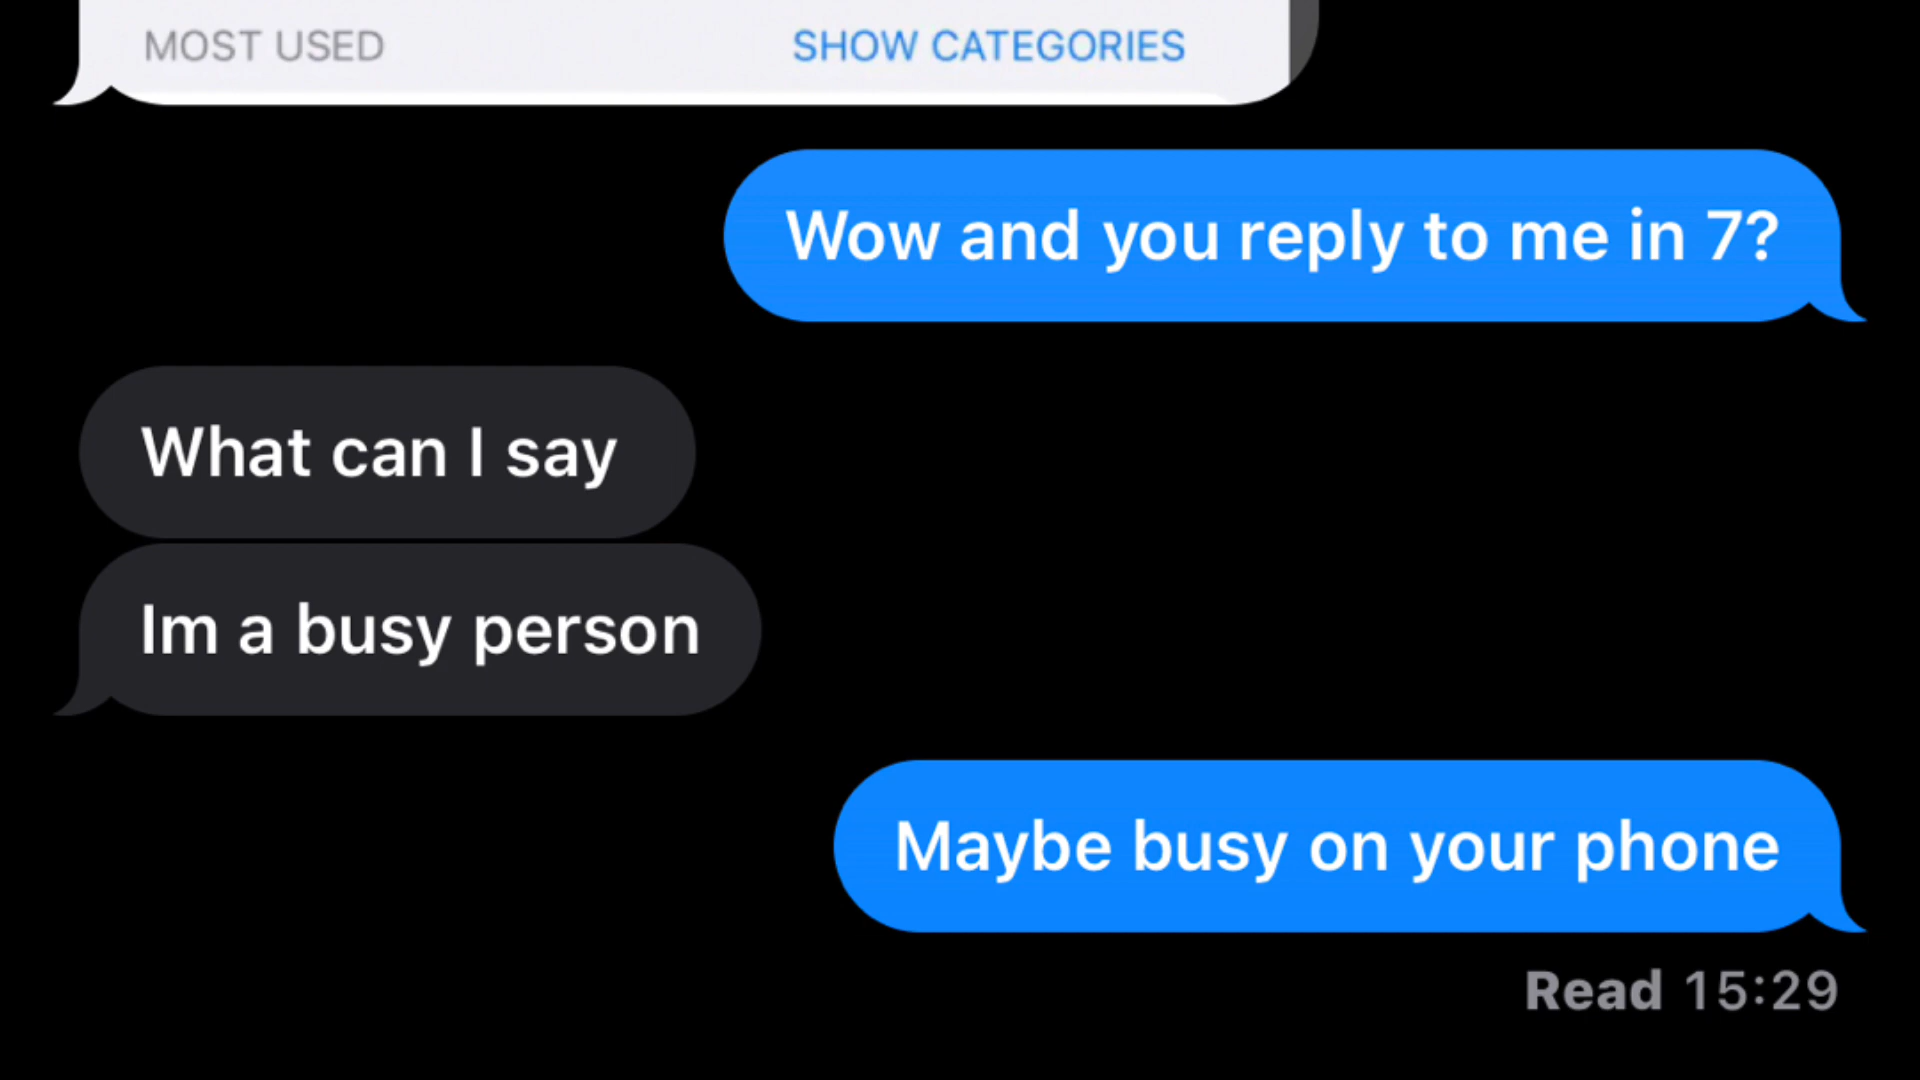 MOST USED SHOW CATEGORIES
Wow and you reply to me in 7?
What can I say
Im a busy person
Maybe busy on your phone
Read 15:29